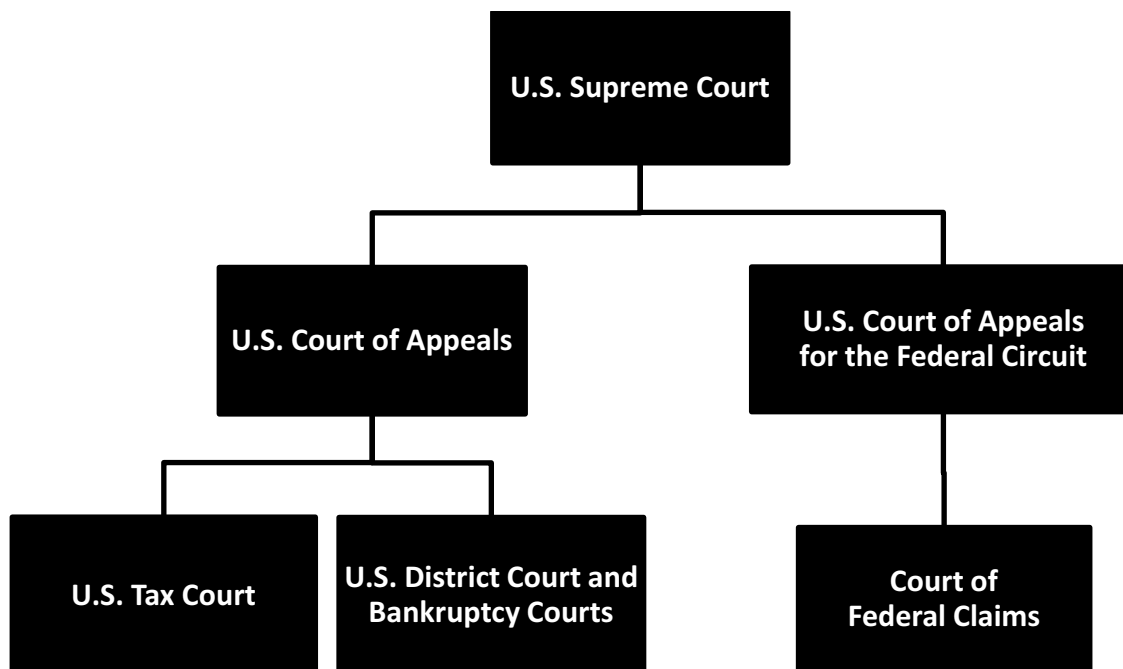 U.S. Supreme Court
U.S. Court of Appeals
U.S. Court of Appeals
for the Federal Circuit
U.S. Tax Court
U.S. District Court and
Bankruptcy Courts
Court of
Federal Claims